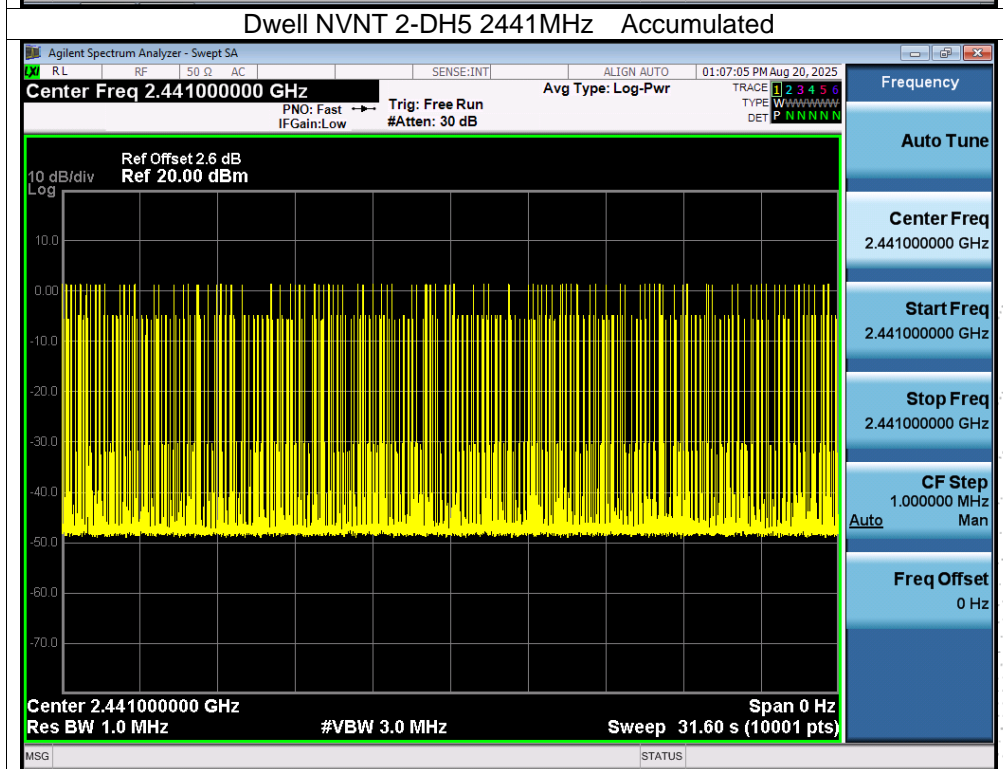 Dwell NVNT 2-DH5 2441MHz Accumulated
Agilent Spectrum Analyzer - Swept SA
LXI RL RF 50 Ω AC SENSE:INT ALIGN AUTO 01:07:05 PM Aug 20, 2025
Center Freq 2.441000000 GHz
PNO: Fast
IFGain:Low
Trig: Free Run
#Atten: 30 dB
Avg Type: Log-Pwr
TRACE 1 2 3 4 5 6
TYPE WWWWWWW
DET P N N N N N
Ref Offset 2.6 dB
10 dB/div Ref 20.00 dBm
Log
10.0
0.00
-10.0
-20.0
-30.0
-40.0
-50.0
-60.0
-70.0
Center 2.441000000 GHz Span 0 Hz
Res BW 1.0 MHz #VBW 3.0 MHz Sweep 31.60 s (10001 pts)
MSG STATUS
Frequency
Auto Tune
Center Freq
2.441000000 GHz
Start Freq
2.441000000 GHz
Stop Freq
2.441000000 GHz
CF Step
1.000000 MHz
Auto Man
Freq Offset
0 Hz